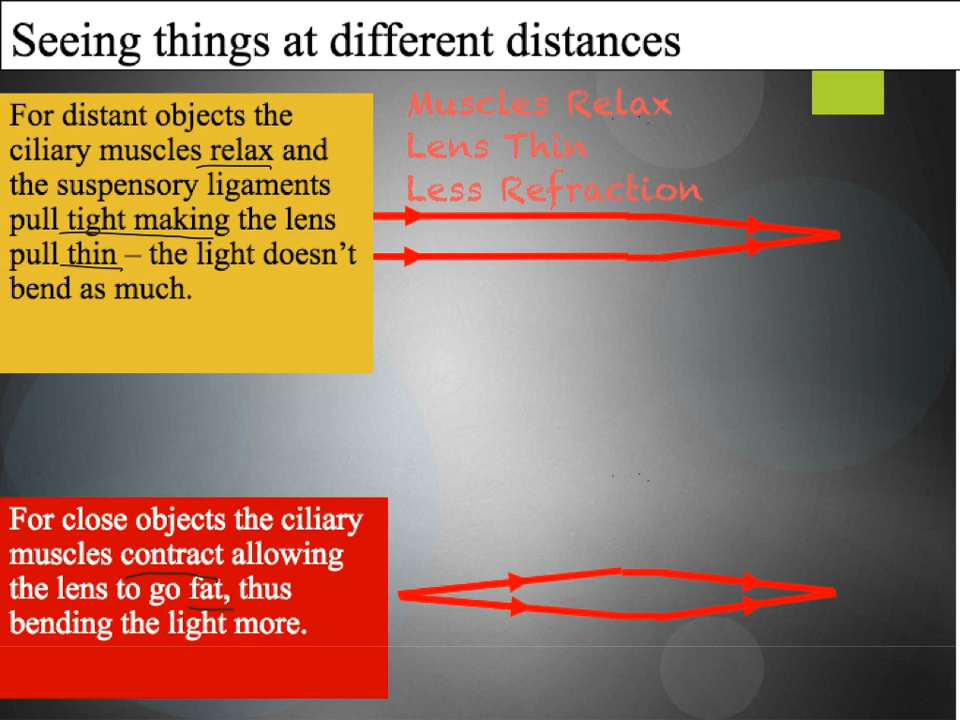 Seeing things at different distances
For distant objects the
ciliary muscles relax and
the suspensory ligaments
pull tight making the lens
pull thin – the light doesn’t
bend as much.
Muscles Relax
Lens Thin
Less Refraction
For close objects the ciliary
muscles contract allowing
the lens to go fat, thus
bending the light more.